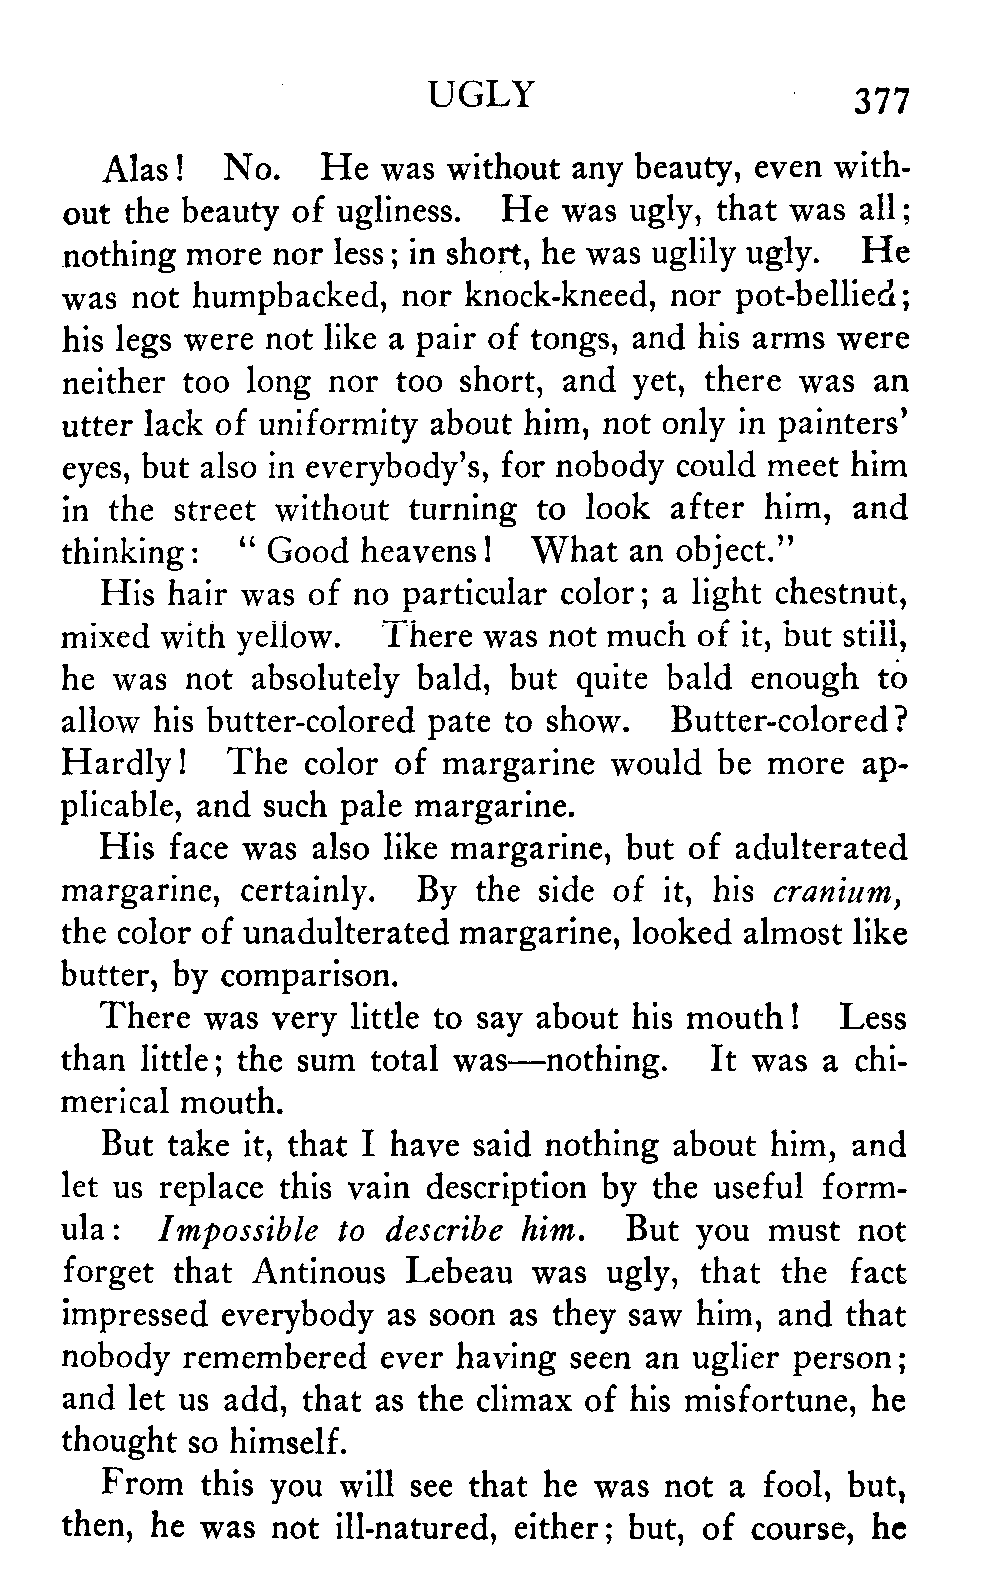 UGLY 377
Alas! No. He was without any beauty, even with-
out the beauty of ugliness. He was ugly, that was all;
nothing more nor less; in short, he was uglily ugly. He
was not humpbacked, nor knock-kneed, nor pot-bellied;
his legs were not like a pair of tongs, and his arms were
neither too long nor too short, and yet, there was an
utter lack of uniformity about him, not only in painters'
eyes, but also in everybody's, for nobody could meet him
in the street without turning to look after him, and
thinking: "Good heavens! What an object."
His hair was of no particular color; a light chestnut,
mixed with yellow. There was not much of it, but still,
he was not absolutely bald, but quite bald enough to
allow his butter-colored pate to show. Butter-colored?
Hardly! The color of margarine would be more ap-
plicable, and such pale margarine.
His face was also like margarine, but of adulterated
margarine, certainly. By the side of it, his cranium,
the color of unadulterated margarine, looked almost like
butter, by comparison.
There was very little to say about his mouth! Less
than little; the sum total was—nothing. It was a chi-
merical mouth.
But take it, that I have said nothing about him, and
let us replace this vain description by the useful form-
ula: Impossible to describe him. But you must not
forget that Antinous Lebeau was ugly, that the fact
impressed everybody as soon as they saw him, and that
nobody remembered ever having seen an uglier person;
and let us add, that as the climax of his misfortune, he
thought so himself.
From this you will see that he was not a fool, but,
then, he was not ill-natured, either; but, of course, he